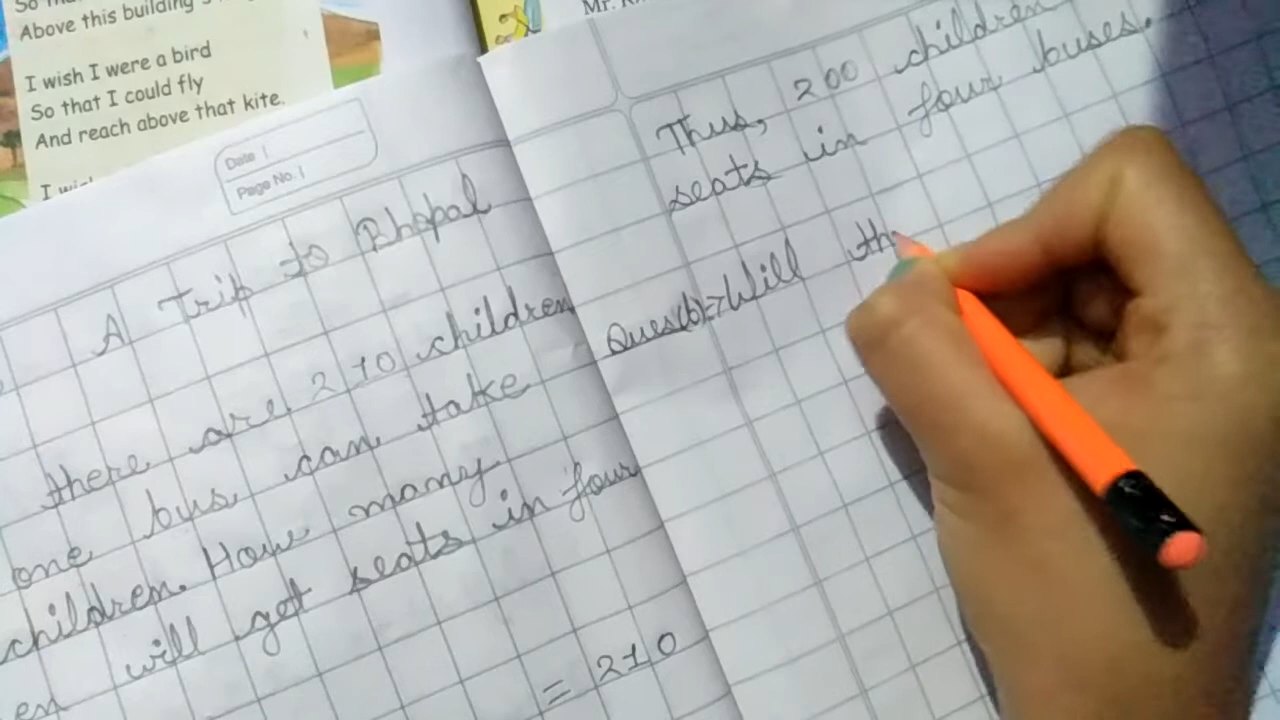 Above this building
I wish I were a bird
So that I could fly
And reach above that kite.
Date
Page No.
A Trip to Bhopal
there are 210 children
one bus can take
children. How many
will get seats in four
= 210
Thus, 200 children
seats in four buses.
Ques(b)→ Will th